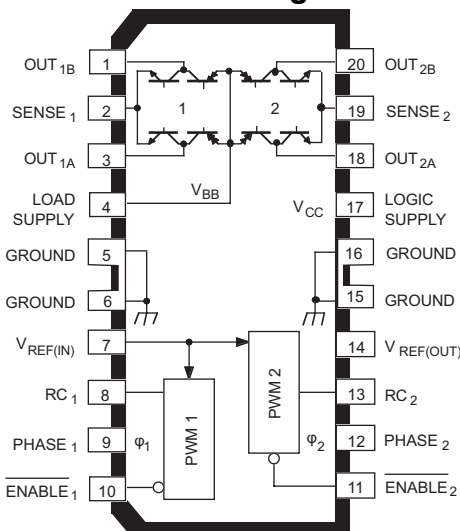 OUT1B 1 20 OUT2B
SENSE1 2 1 2 19 SENSE2
OUT1A 3 18 OUT2A
LOAD SUPPLY 4 VBB VCC 17 LOGIC SUPPLY
GROUND 5 16 GROUND
GROUND 6 15 GROUND
VREF(IN) 7 14 VREF(OUT)
RC1 8 PWM 1 PWM 2 13 RC2
PHASE1 9 φ1 φ2 12 PHASE2
ENABLE1 10 11 ENABLE2